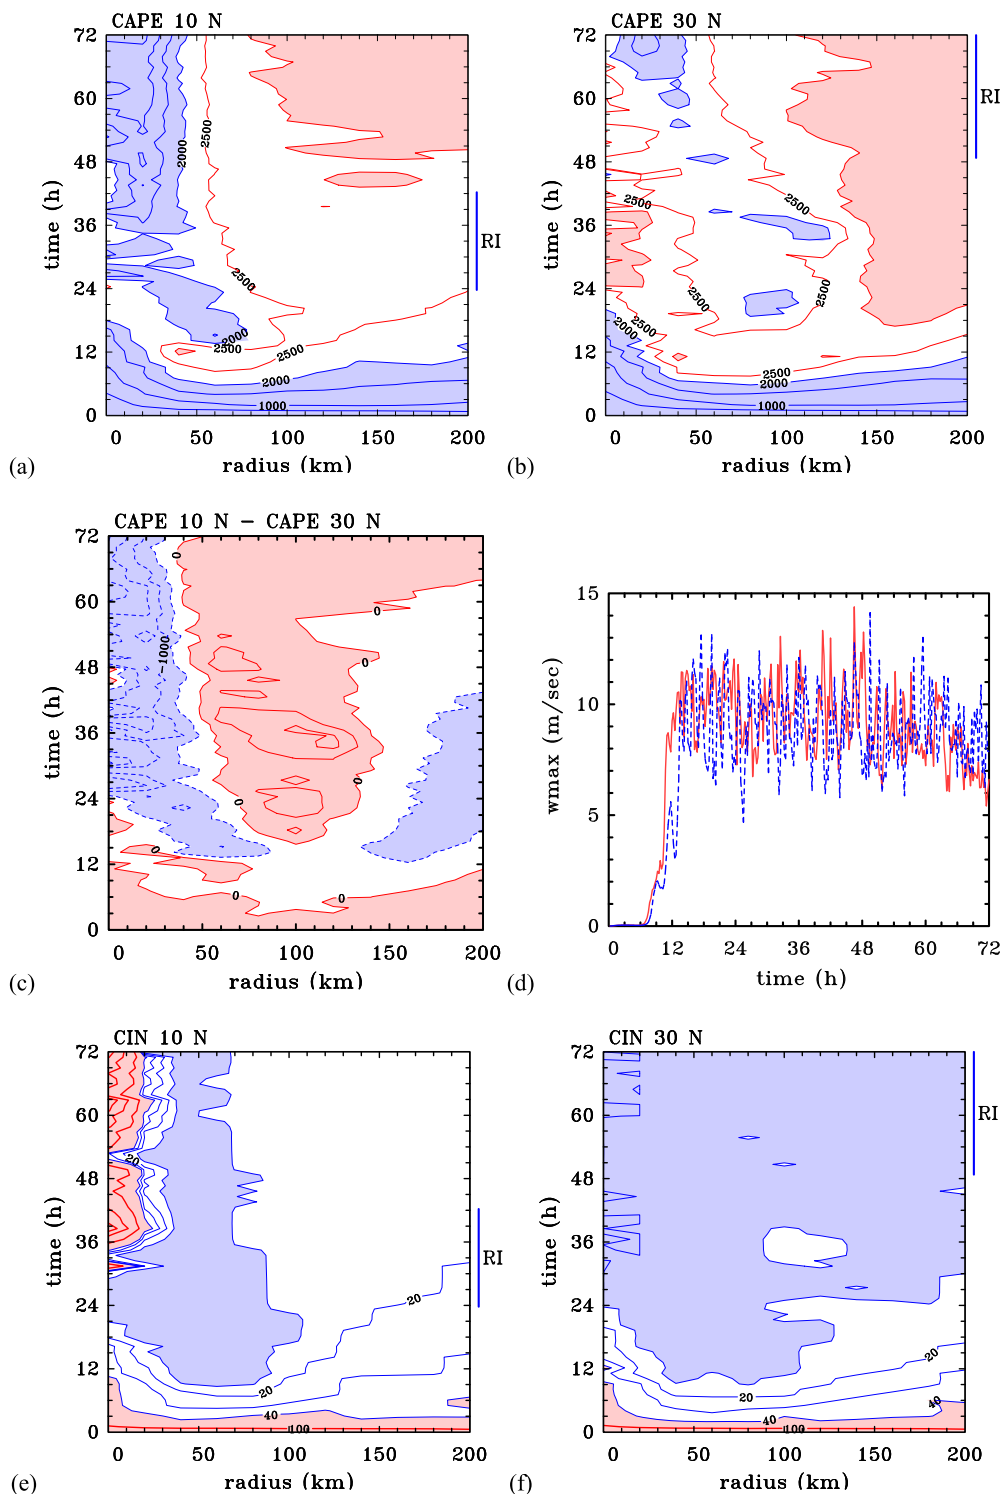 CAPE 10 N
72
60
48
36
24
12
0
time (h)
2000
2500
2500
2000
2500
2500
2000
1000
RI
0 50 100 150 200
radius (km)
(a)
CAPE 30 N
72
60
48
36
24
12
0
time (h)
2500
2500
2500
2500
2500
2000
2500
2000
1000
RI
0 50 100 150 200
radius (km)
(b)
CAPE 10 N − CAPE 30 N
72
60
48
36
24
12
0
time (h)
0
0
−1000
0
0
0
0
0
0
0 50 100 150 200
radius (km)
(c)
15
10
5
0
wmax (m/sec)
0 12 24 36 48 60 72
time (h)
(d)
CIN 10 N
72
60
48
36
24
12
0
time (h)
20
20
20
40
100
RI
0 50 100 150 200
radius (km)
(e)
CIN 30 N
72
60
48
36
24
12
0
time (h)
20
20
40
40
100
RI
0 50 100 150 200
radius (km)
(f)